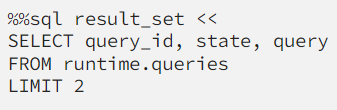 %%sql result_set <<
SELECT query_id, state, query
FROM runtime.queries
LIMIT 2